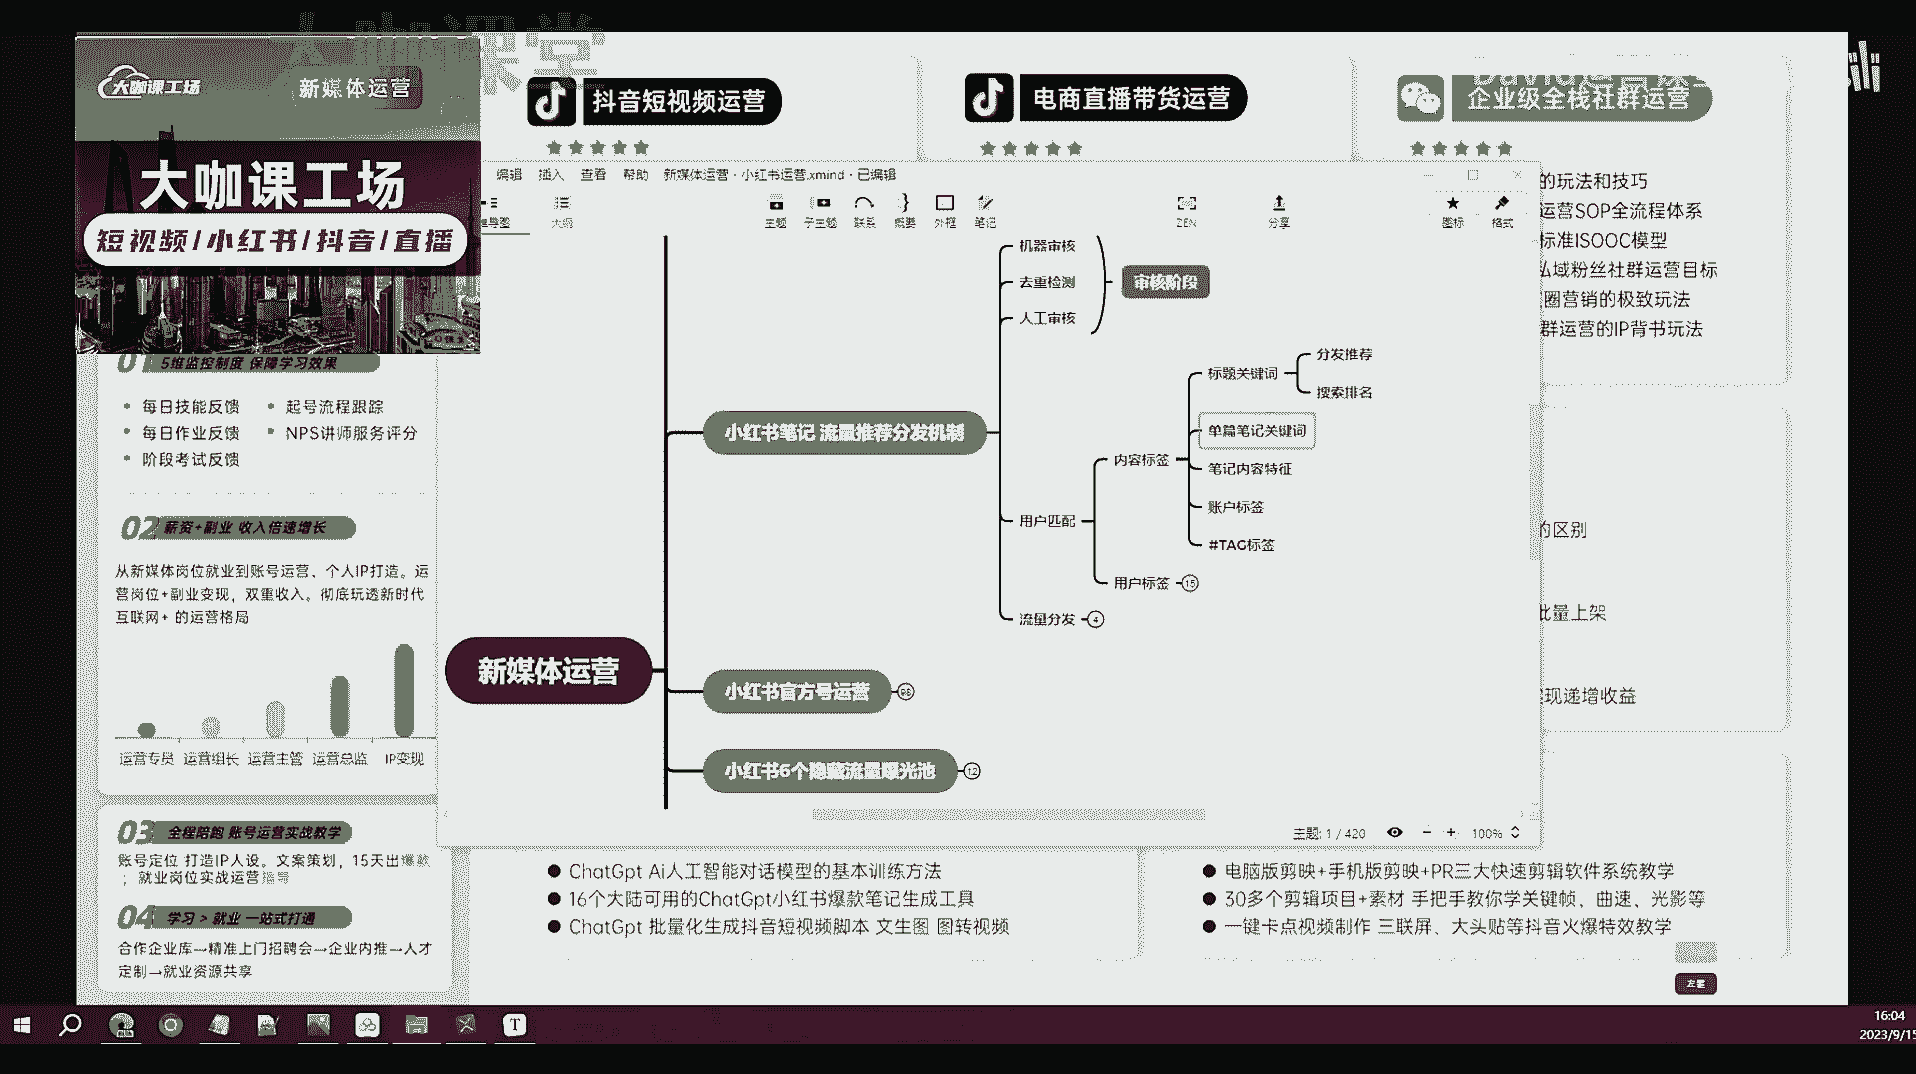 大咖课堂
大咖课工场
新媒体运营
大咖课工场
短视频/小红书/抖音/直播
抖音短视频运营
电商直播带货运营
企业级全栈社群运营
编辑 插入 查看 帮助 新媒体运营 · 小红书运营.xmind · 已编辑
大纲 主题 子主题 联系 概要 外框 笔记 ZEN 分享 图标 格式
机器审核
去重检测
人工审核
审核阶段
小红书笔记 流量推荐分发机制
用户匹配
内容标签
标题关键词
分发推荐
搜索排名
单篇笔记关键词
笔记内容特征
账户标签
#TAG标签
用户标签 15
流量分发 4
新媒体运营
小红书官方号运营
小红书6个隐藏流量曝光池 12
主题: 1 / 420
100%
的玩法和技巧
运营SOP全流程体系
标准ISOOC模型
私域粉丝社群运营目标
圈营销的极致玩法
群运营的IP背书玩法
的区别
批量上架
现递增收益
01 5维监控制度 保障学习效果
每日技能反馈
起号流程跟踪
每日作业反馈
NPS讲师服务评分
阶段考试反馈
02 薪资+副业 收入倍速增长
从新媒体岗位就业到账号运营、个人IP打造。运
营岗位+副业变现，双重收入。彻底玩透新时代
互联网+ 的运营格局
运营专员 运营组长 运营主管 运营总监 IP变现
03 全程陪跑 账号运营实战教学
账号定位 打造IP人设。文案策划，15天出爆款
；就业岗位实战运营指导
04 学习 > 就业 一站式打通
合作企业库→精准上门招聘会→企业内推→人才
定制→就业资源共享
ChatGpt Ai人工智能对话模型的基本训练方法
16个大陆可用的ChatGpt小红书爆款笔记生成工具
ChatGpt 批量化生成抖音短视频脚本 文生图 图转视频
电脑版剪映+手机版剪映+PR三大快速剪辑软件系统教学
30多个剪辑项目+素材 手把手教你学关键帧、曲速、光影等
一键卡点视频制作 三联屏、大头贴等抖音火爆特效教学
16:04
2023/9/15